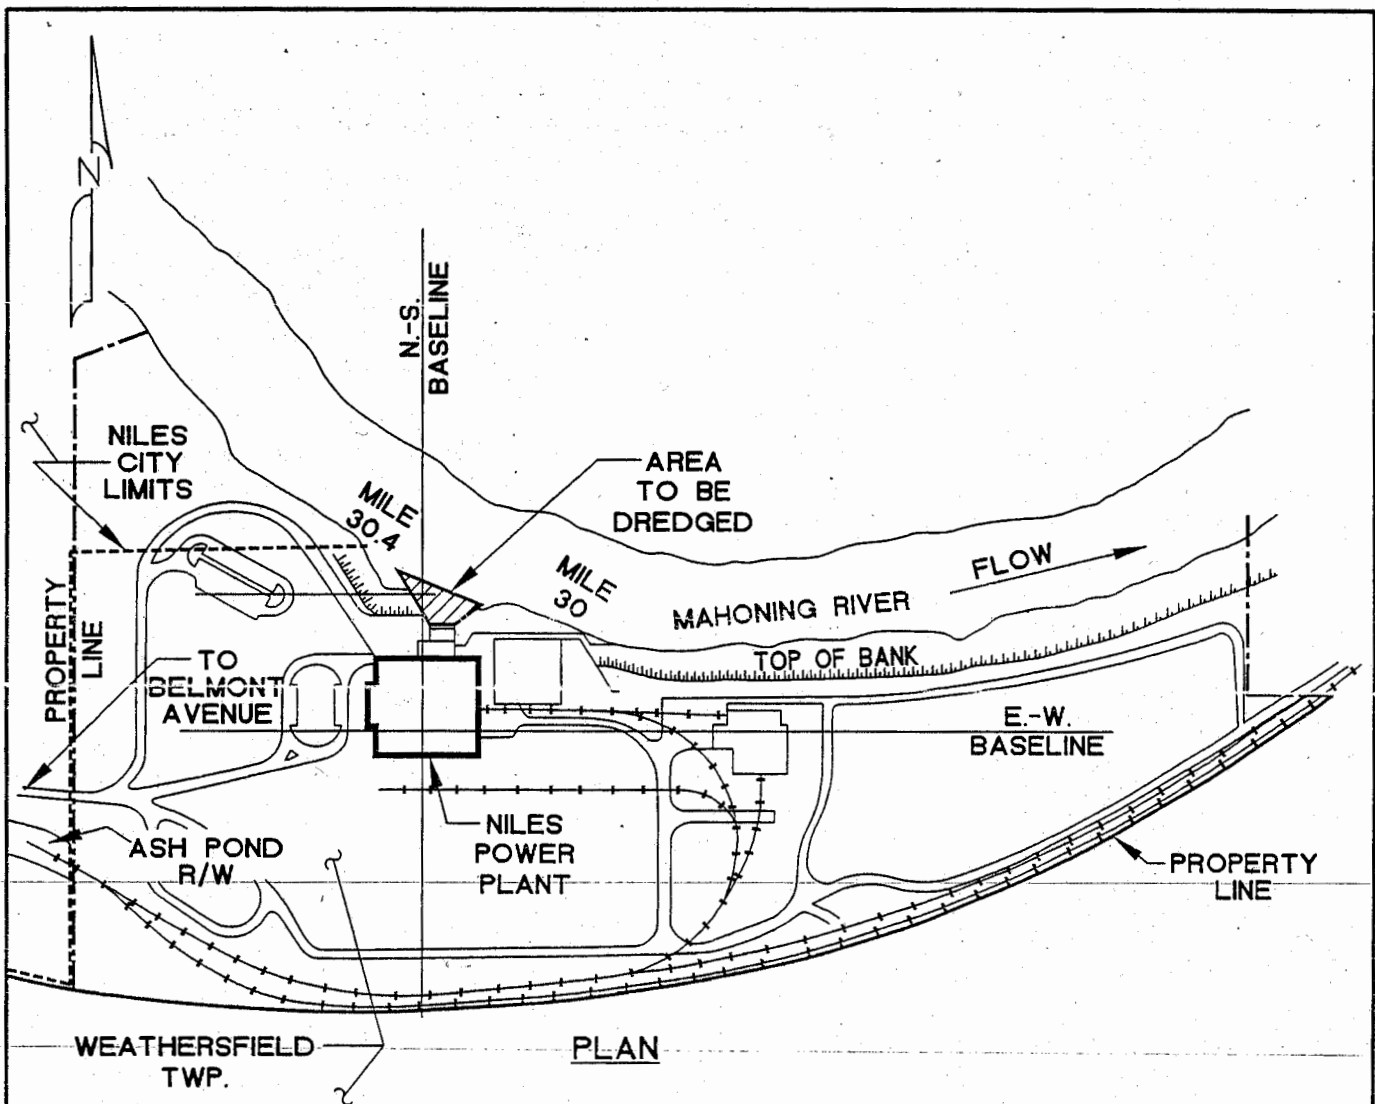 Z
N.-S.
BASELINE
NILES
CITY
LIMITS
MILE
30.4
AREA
TO BE
DREDGED
MILE
30
FLOW
MAHONING RIVER
TOP OF BANK
PROPERTY
LINE
TO
BELMONT
AVENUE
E.-W.
BASELINE
NILES
POWER
PLANT
ASH POND
R/W
PROPERTY
LINE
WEATHERSFIELD
TWP.
PLAN